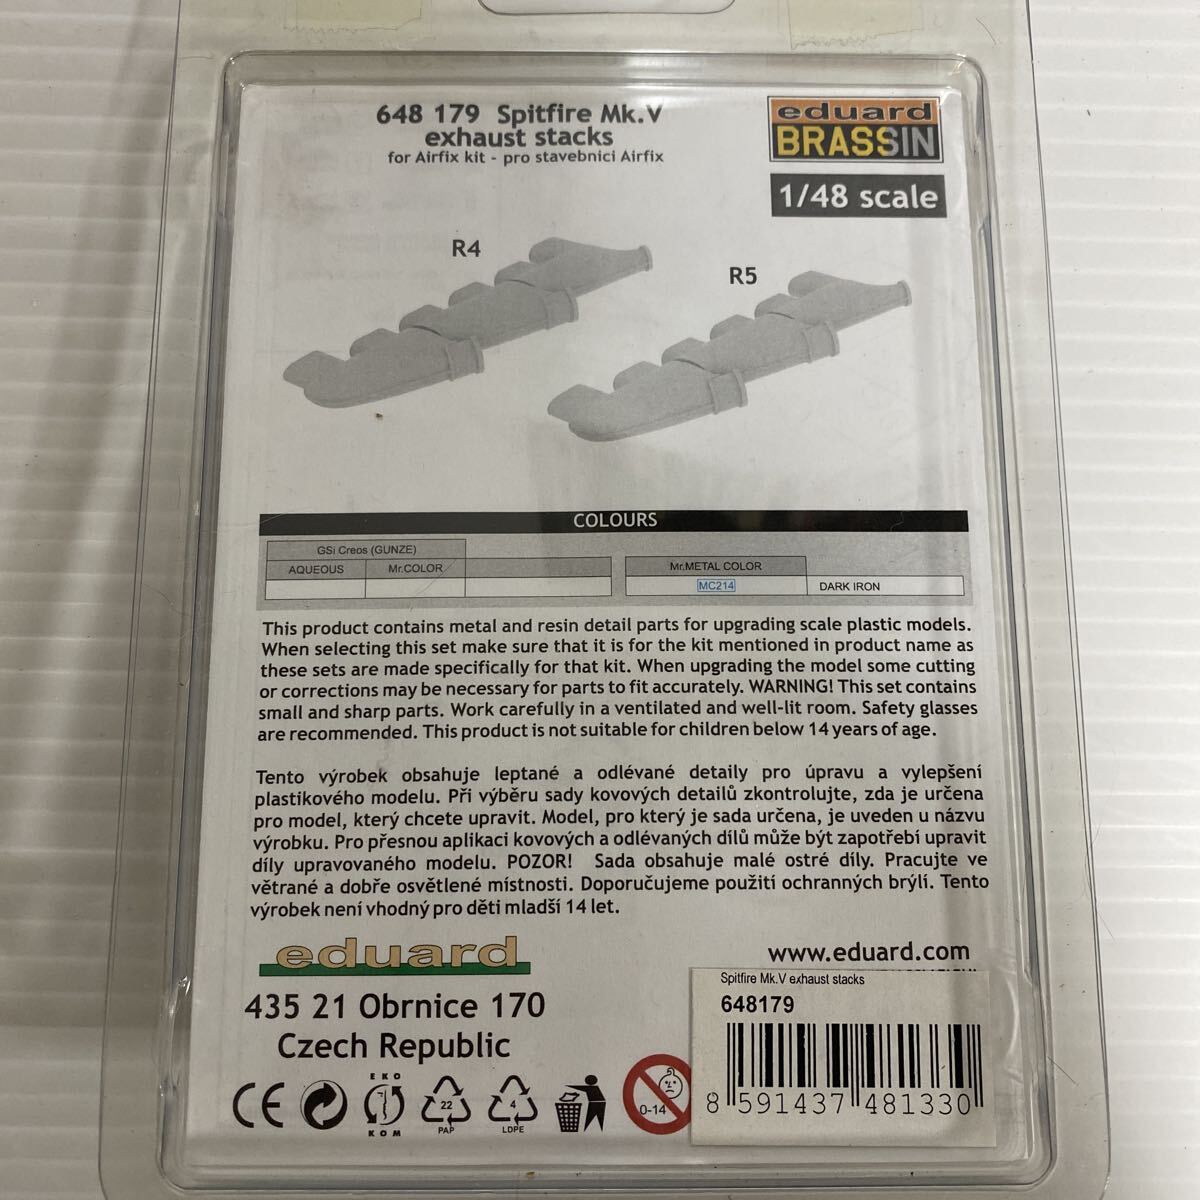 648 179 Spitfire Mk.V
exhaust stacks
for Airfix kit - pro stavebnici Airfix
eduard
BRASSIN
1/48 scale
R4
R5
COLOURS
GSi Creos (GUNZE)
AQUEOUS Mr.COLOR
Mr.METAL COLOR
MC214 DARK IRON
This product contains metal and resin detail parts for upgrading scale plastic models.
When selecting this set make sure that it is for the kit mentioned in product name as
these sets are made specifically for that kit. When upgrading the model some cutting
or corrections may be necessary for parts to fit accurately. WARNING! This set contains
small and sharp parts. Work carefully in a ventilated and well-lit room. Safety glasses
are recommended. This product is not suitable for children below 14 years of age.
Tento výrobek obsahuje leptané a odlévané detaily pro úpravu a vylepšení
plastikového modelu. Při výběru sady kovových detailů zkontrolujte, zda je určena
pro model, který chcete upravit. Model, pro který je sada určena, je uveden u názvu
výrobku. Pro přesnou aplikaci kovových a odlévaných dílů může být zapotřebí upravit
díly upravovaného modelu. POZOR! Sada obsahuje malé ostré díly. Pracujte ve
větrané a dobře osvětlené místnosti. Doporučujeme použití ochranných brýlí. Tento
výrobek není vhodný pro děti mladší 14 let.
eduard
www.eduard.com
435 21 Obrnice 170
Czech Republic
Spitfire Mk.V exhaust stacks
648179
8 591437 481330
CE
EKO
KOM
22
PAP
4
LDPE
0-14